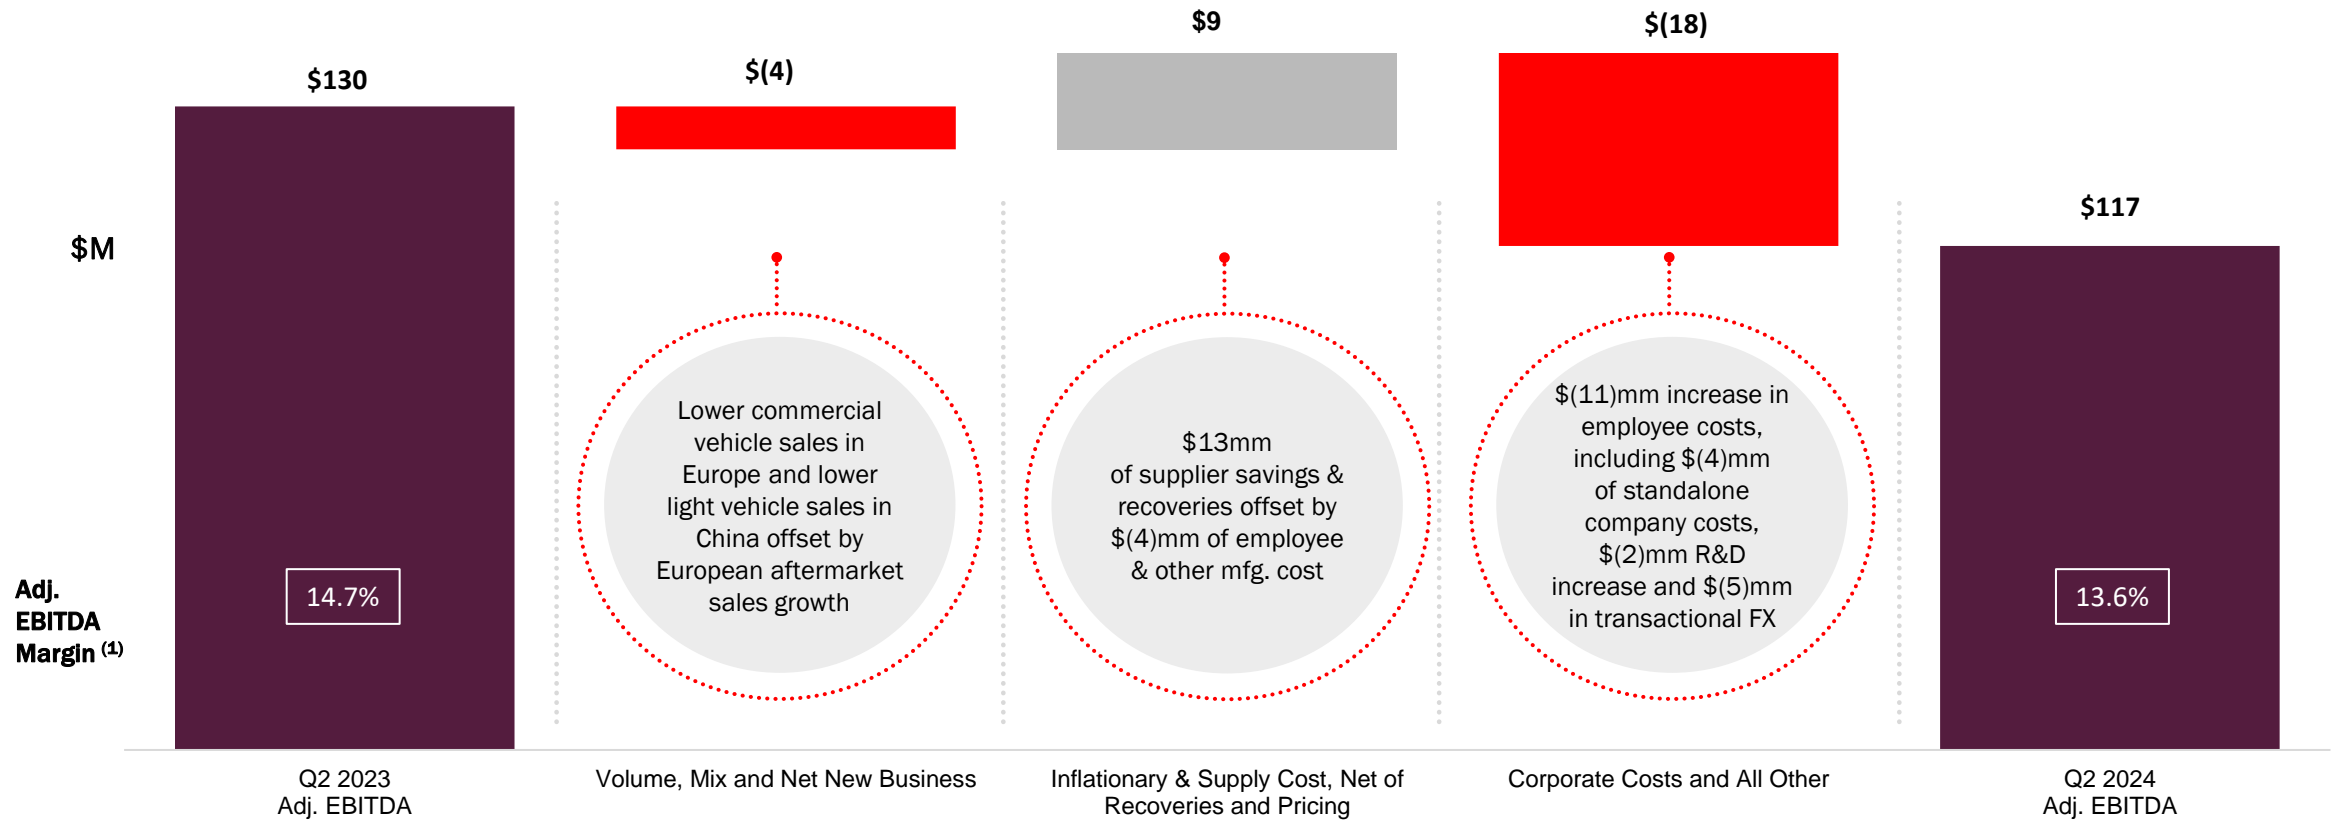 $130
$(4)
$9
$(18)
$117
$M
Adj.
EBITDA
Margin (1)
14.7%
Lower commercial
vehicle sales in
Europe and lower
light vehicle sales in
China offset by
European aftermarket
sales growth
$13mm
of supplier savings &
recoveries offset by
$(4)mm of employee
& other mfg. cost
$(11)mm increase in
employee costs,
including $(4)mm
of standalone
company costs,
$(2)mm R&D
increase and $(5)mm
in transactional FX
13.6%
Q2 2023
Adj. EBITDA
Volume, Mix and Net New Business
Inflationary & Supply Cost, Net of
Recoveries and Pricing
Corporate Costs and All Other
Q2 2024
Adj. EBITDA